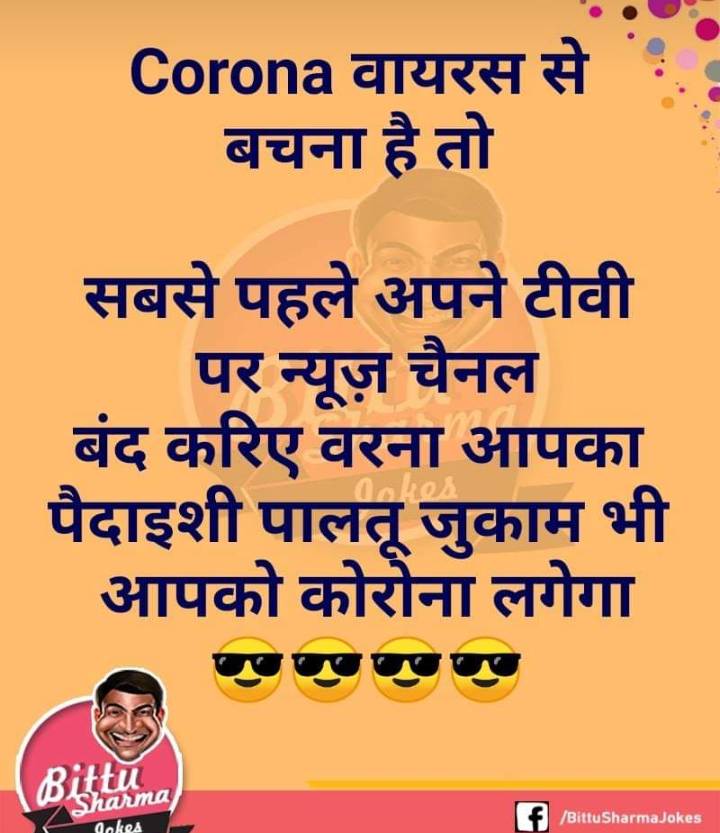 Corona वायरस से
बचना है तो
सबसे पहले अपने टीवी
पर न्यूज़ चैनल
बंद करिए वरना आपका
पैदाइशी पालतू जुकाम भी
आपको कोरोना लगेगा
😎😎😎😎
Bittu
Sharma
Jokes
f /BittuSharmaJokes